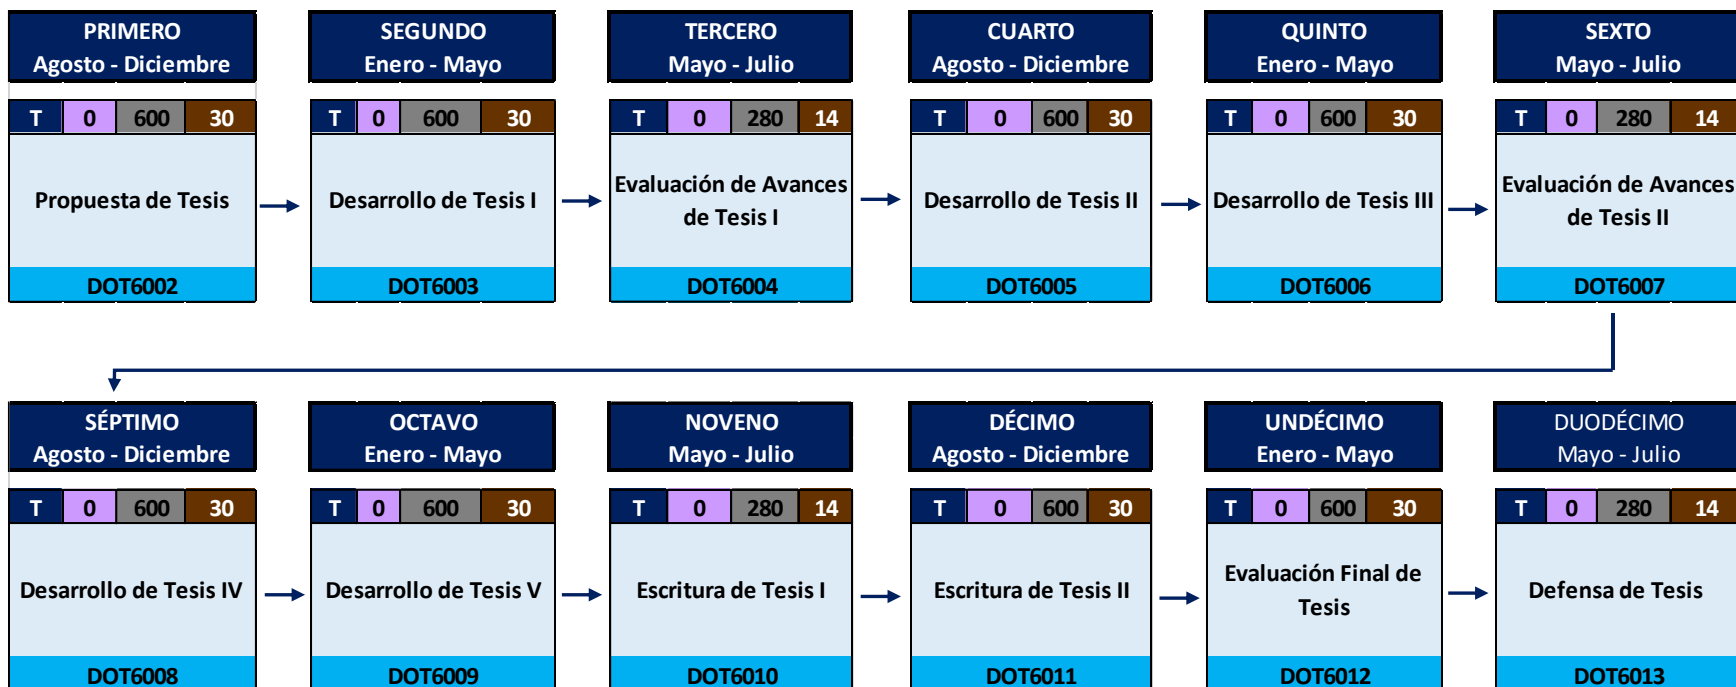 PRIMERO
Agosto - Diciembre
T 0 600 30
Propuesta de Tesis
DOT6002
SEGUNDO
Enero - Mayo
T 0 600 30
Desarrollo de Tesis I
DOT6003
TERCERO
Mayo - Julio
T 0 280 14
Evaluación de Avances
de Tesis I
DOT6004
CUARTO
Agosto - Diciembre
T 0 600 30
Desarrollo de Tesis II
DOT6005
QUINTO
Enero - Mayo
T 0 600 30
Desarrollo de Tesis III
DOT6006
SEXTO
Mayo - Julio
T 0 280 14
Evaluación de Avances
de Tesis II
DOT6007
SÉPTIMO
Agosto - Diciembre
T 0 600 30
Desarrollo de Tesis IV
DOT6008
OCTAVO
Enero - Mayo
T 0 600 30
Desarrollo de Tesis V
DOT6009
NOVENO
Mayo - Julio
T 0 280 14
Escritura de Tesis I
DOT6010
DÉCIMO
Agosto - Diciembre
T 0 600 30
Escritura de Tesis II
DOT6011
UNDÉCIMO
Enero - Mayo
T 0 600 30
Evaluación Final de
Tesis
DOT6012
DUODÉCIMO
Mayo - Julio
T 0 280 14
Defensa de Tesis
DOT6013